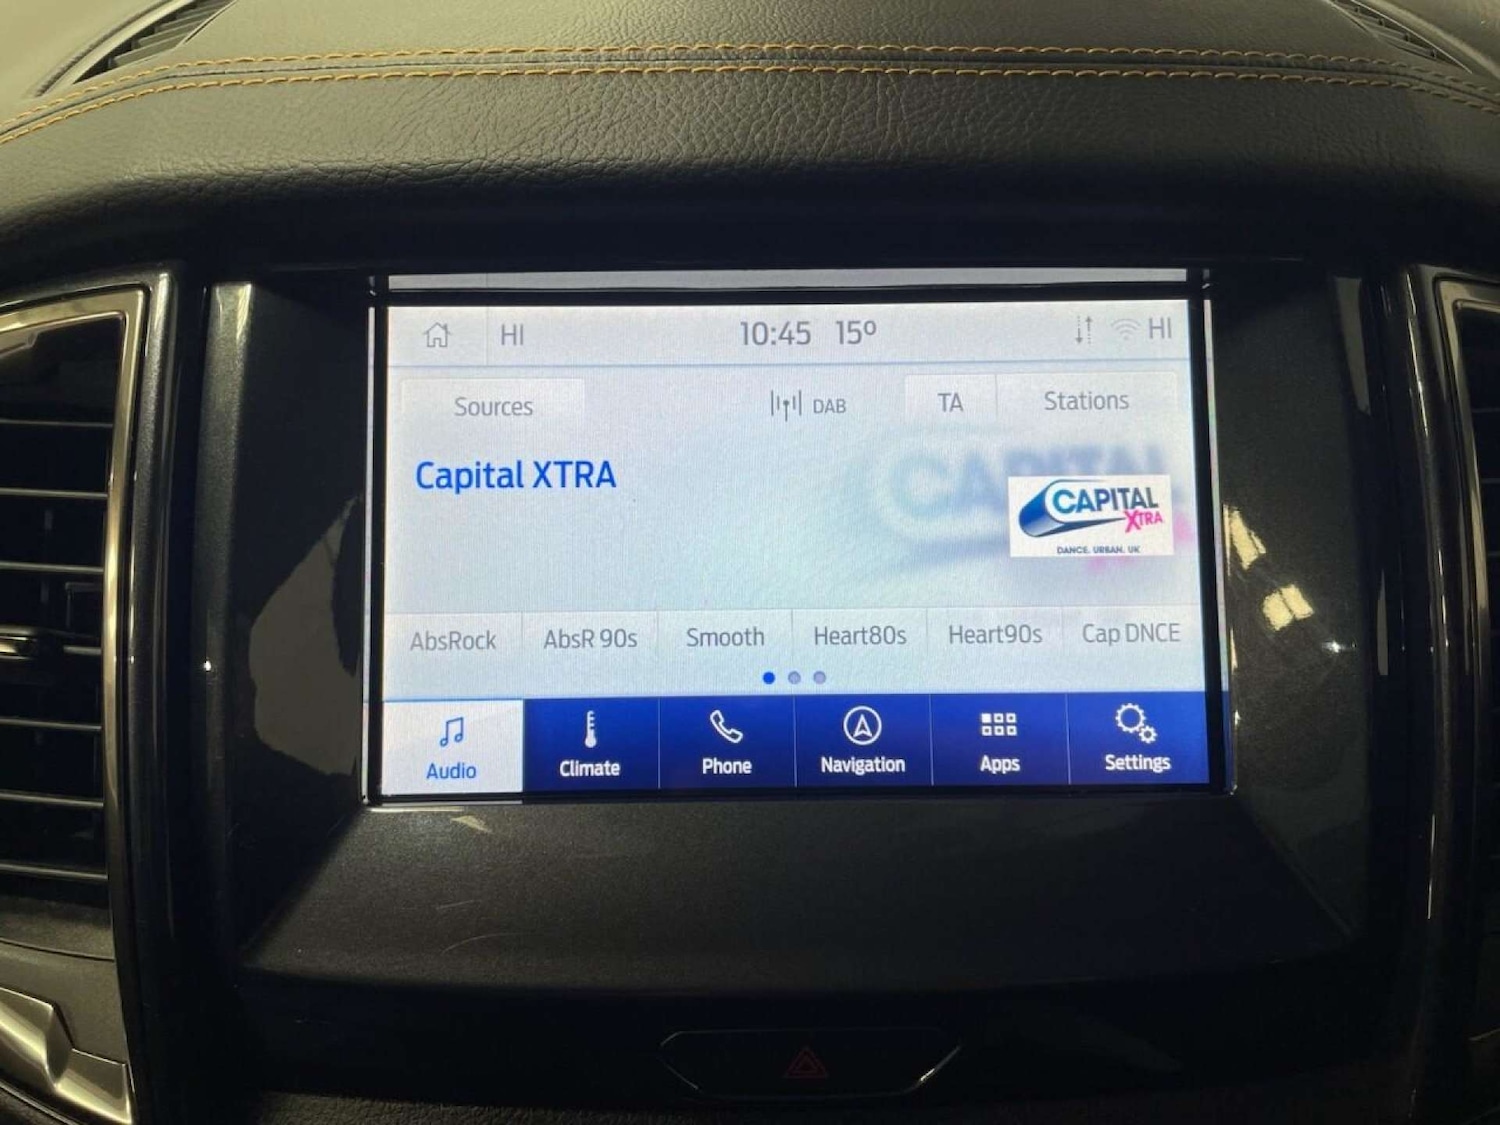 HI 10:45 15º HI
Sources DAB TA Stations
Capital XTRA
CAPITAL
XTRA
DANCE. URBAN. UK
AbsRock AbsR 90s Smooth Heart80s Heart90s Cap DNCE
Audio Climate Phone Navigation Apps Settings